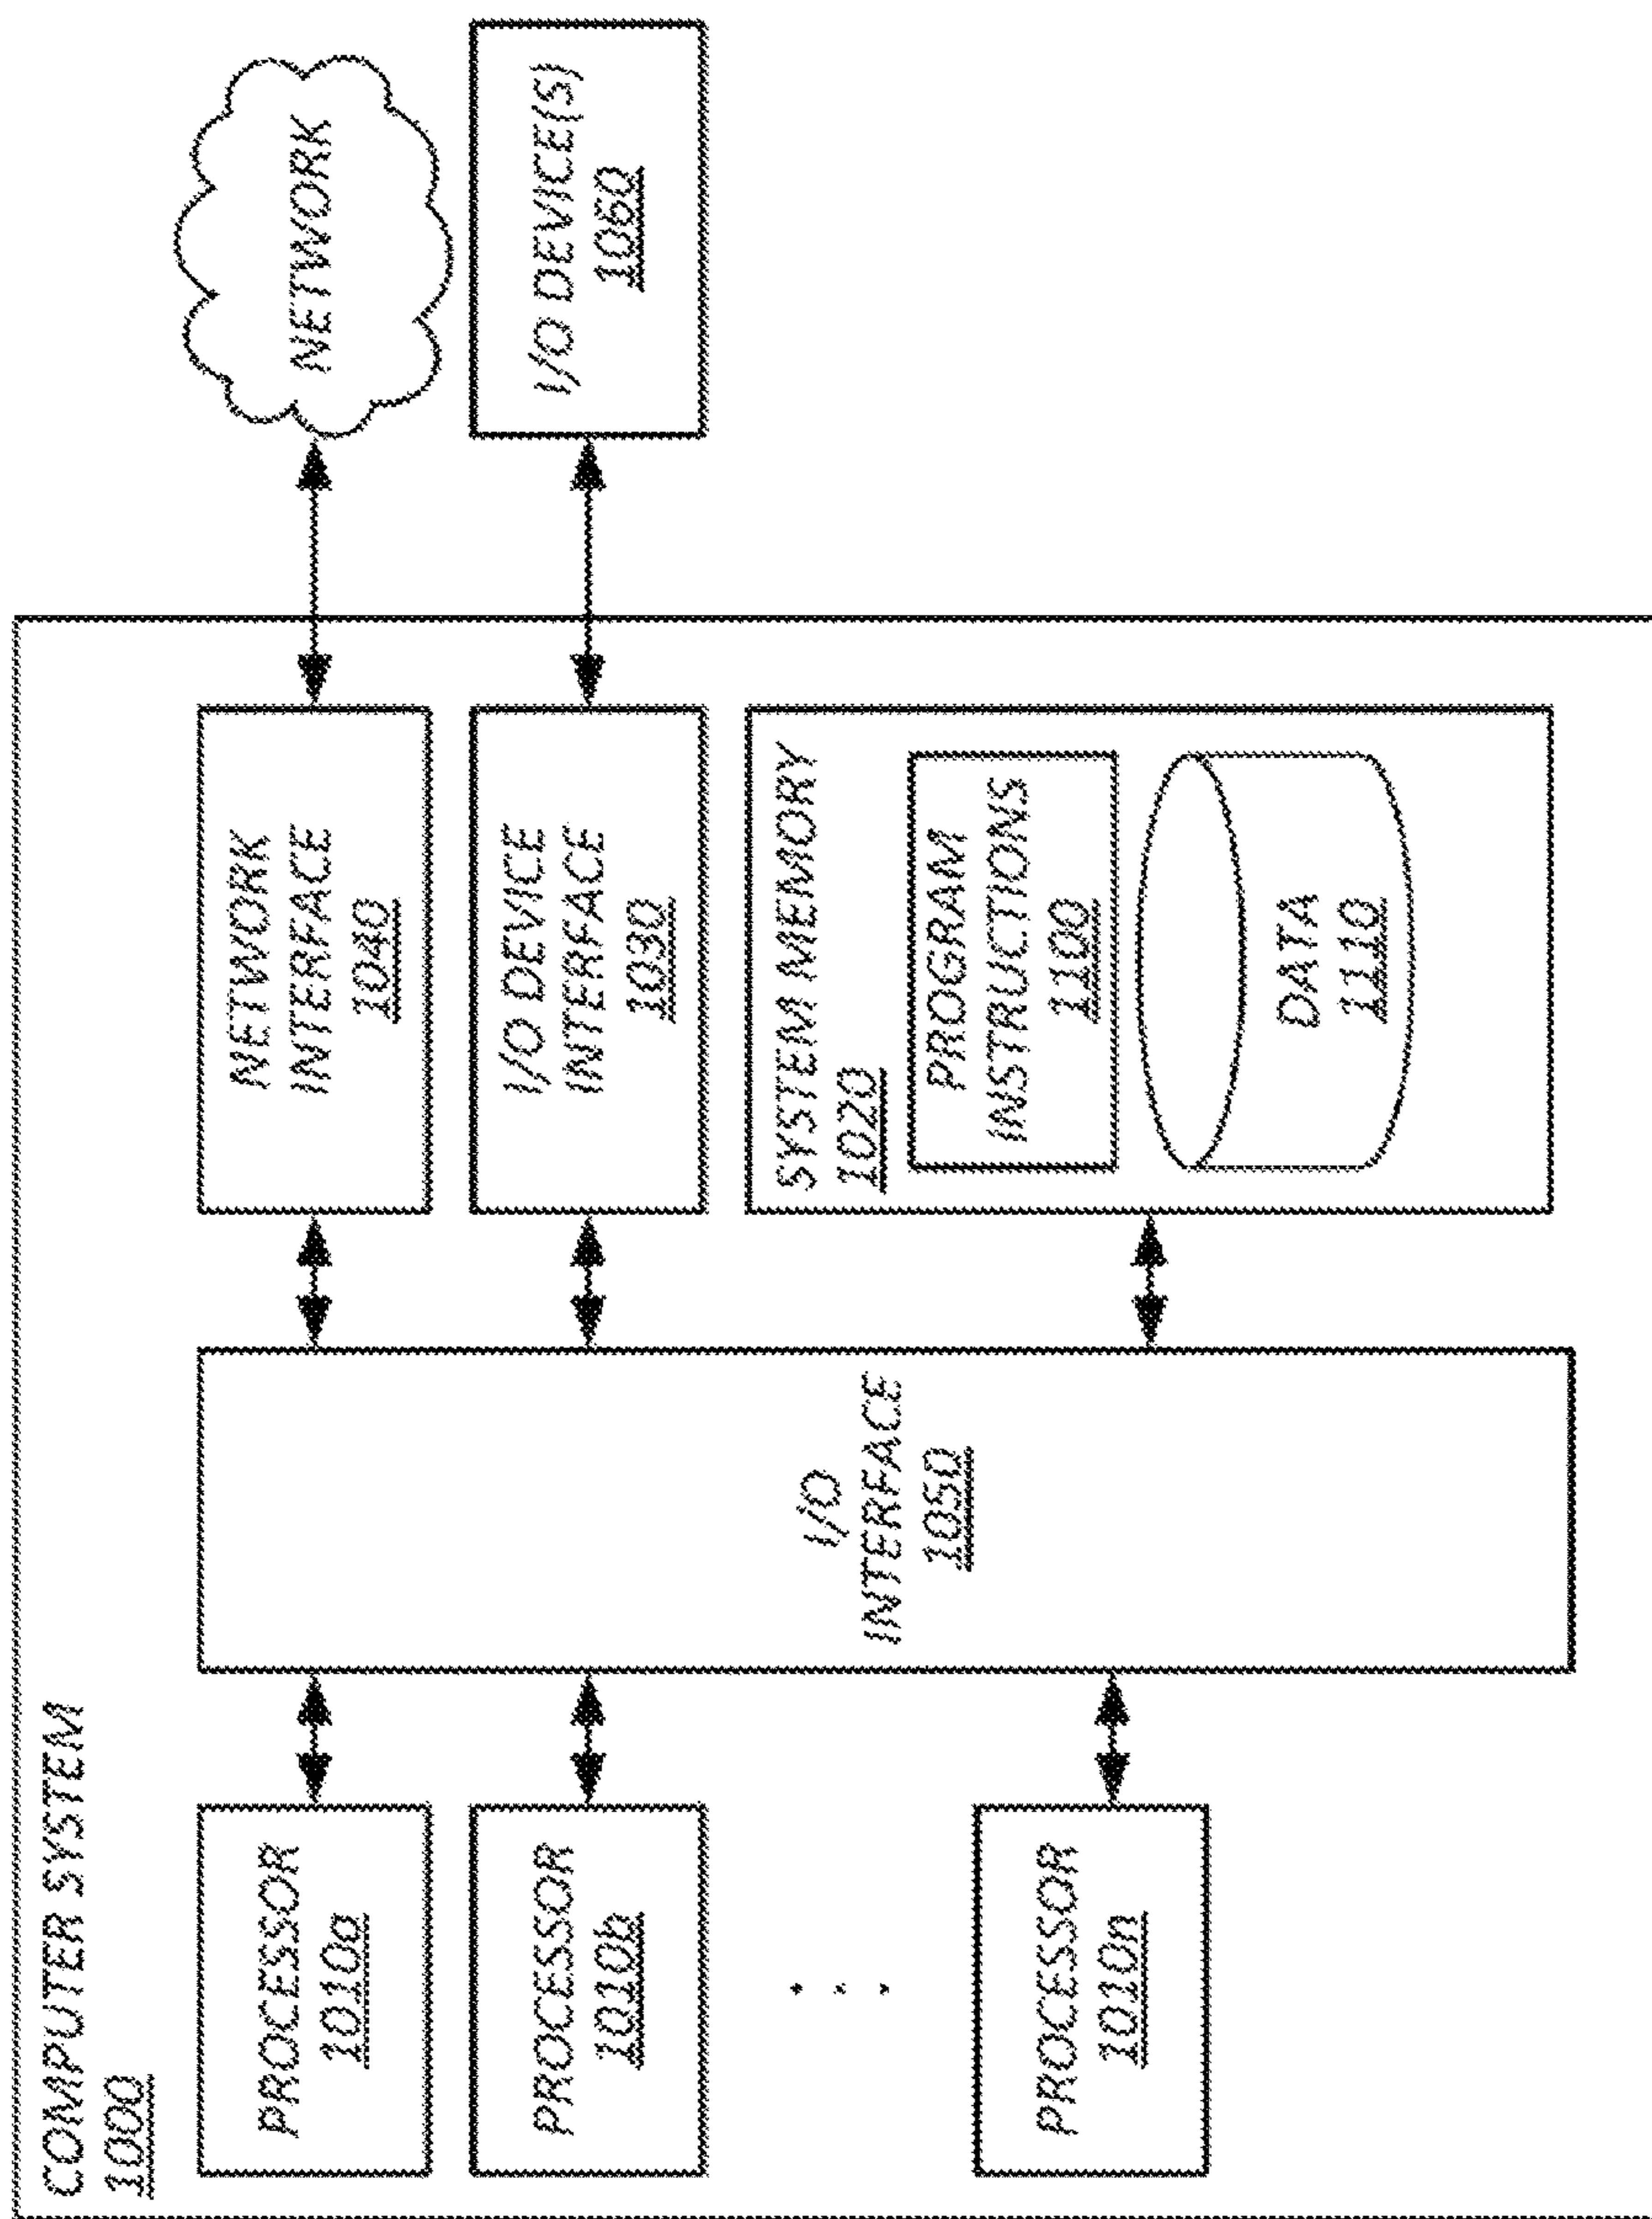 COMPUTER SYSTEM
1000
PROCESSOR
1010a
PROCESSOR
1010b
. . .
PROCESSOR
1010n
I/O
INTERFACE
1050
NETWORK
INTERFACE
1040
I/O DEVICE
INTERFACE
1030
SYSTEM MEMORY
1020
PROGRAM
INSTRUCTIONS
1100
DATA
1110
NETWORK
I/O DEVICE(S)
1060